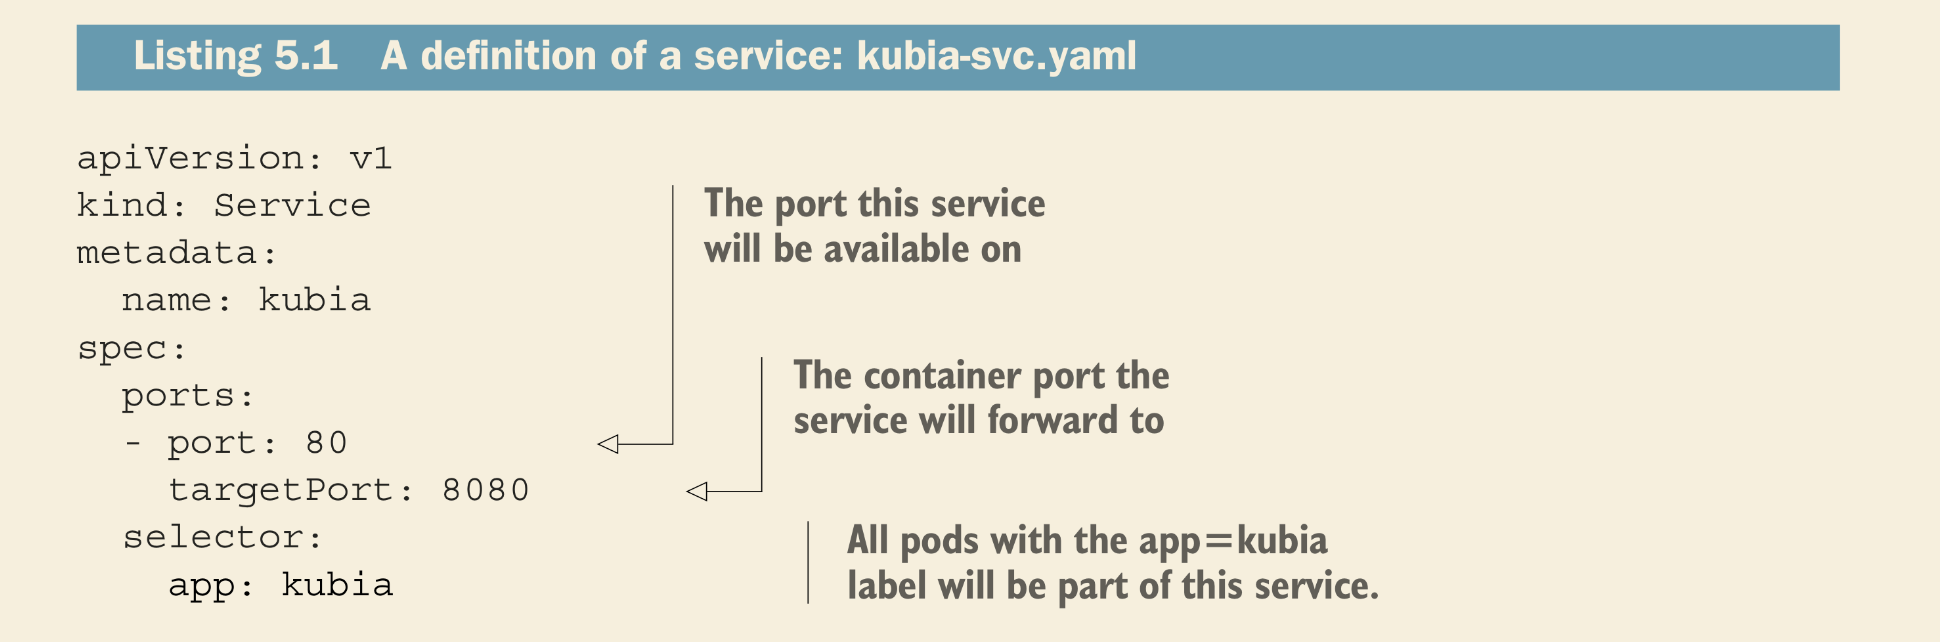 Listing 5.1 A definition of a service: kubia-svc.yaml
apiVersion: v1
kind: Service
metadata:
  name: kubia
spec:
  ports:
  - port: 80
    targetPort: 8080
  selector:
    app: kubia
The port this service
will be available on
The container port the
service will forward to
All pods with the app=kubia
label will be part of this service.